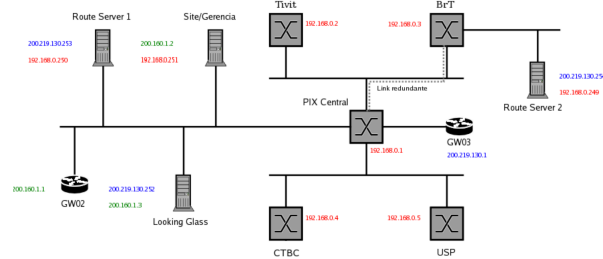 Route Server 1
200.219.130.253
192.168.0.250
Site/Gerencia
200.160.1.2
192.168.0.251
Tivit
192.168.0.2
BrT
192.168.0.3
Link redundante
200.219.130.254
192.168.0.249
Route Server 2
PIX Central
192.168.0.1
GW03
200.219.130.1
200.160.1.1
GW02
200.219.130.252
200.160.1.3
Looking Glass
192.168.0.4
CTBC
192.168.0.5
USP